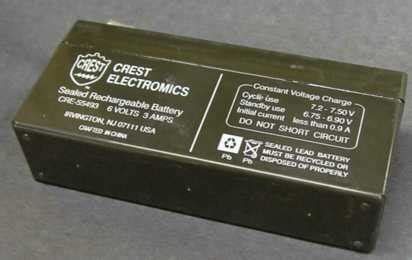 CREST
CREST
ELECTROMICS
Sealed Rechargeable Battery
CRE-55493 6 VOLTS 3 AMPS.
IRVINGTON, NJ 07111 USA
CRAFTED IN CHINA
Constant Voltage Charge
Cycle use 7.2 - 7.50 V
Standby use 6.75 - 6.90 V
Initial current less than 0.9 A
DO NOT SHORT CIRCUIT
Pb Pb
SEALED LEAD BATTERY
MUST BE RECYCLED OR
DISPOSED OF PROPERLY